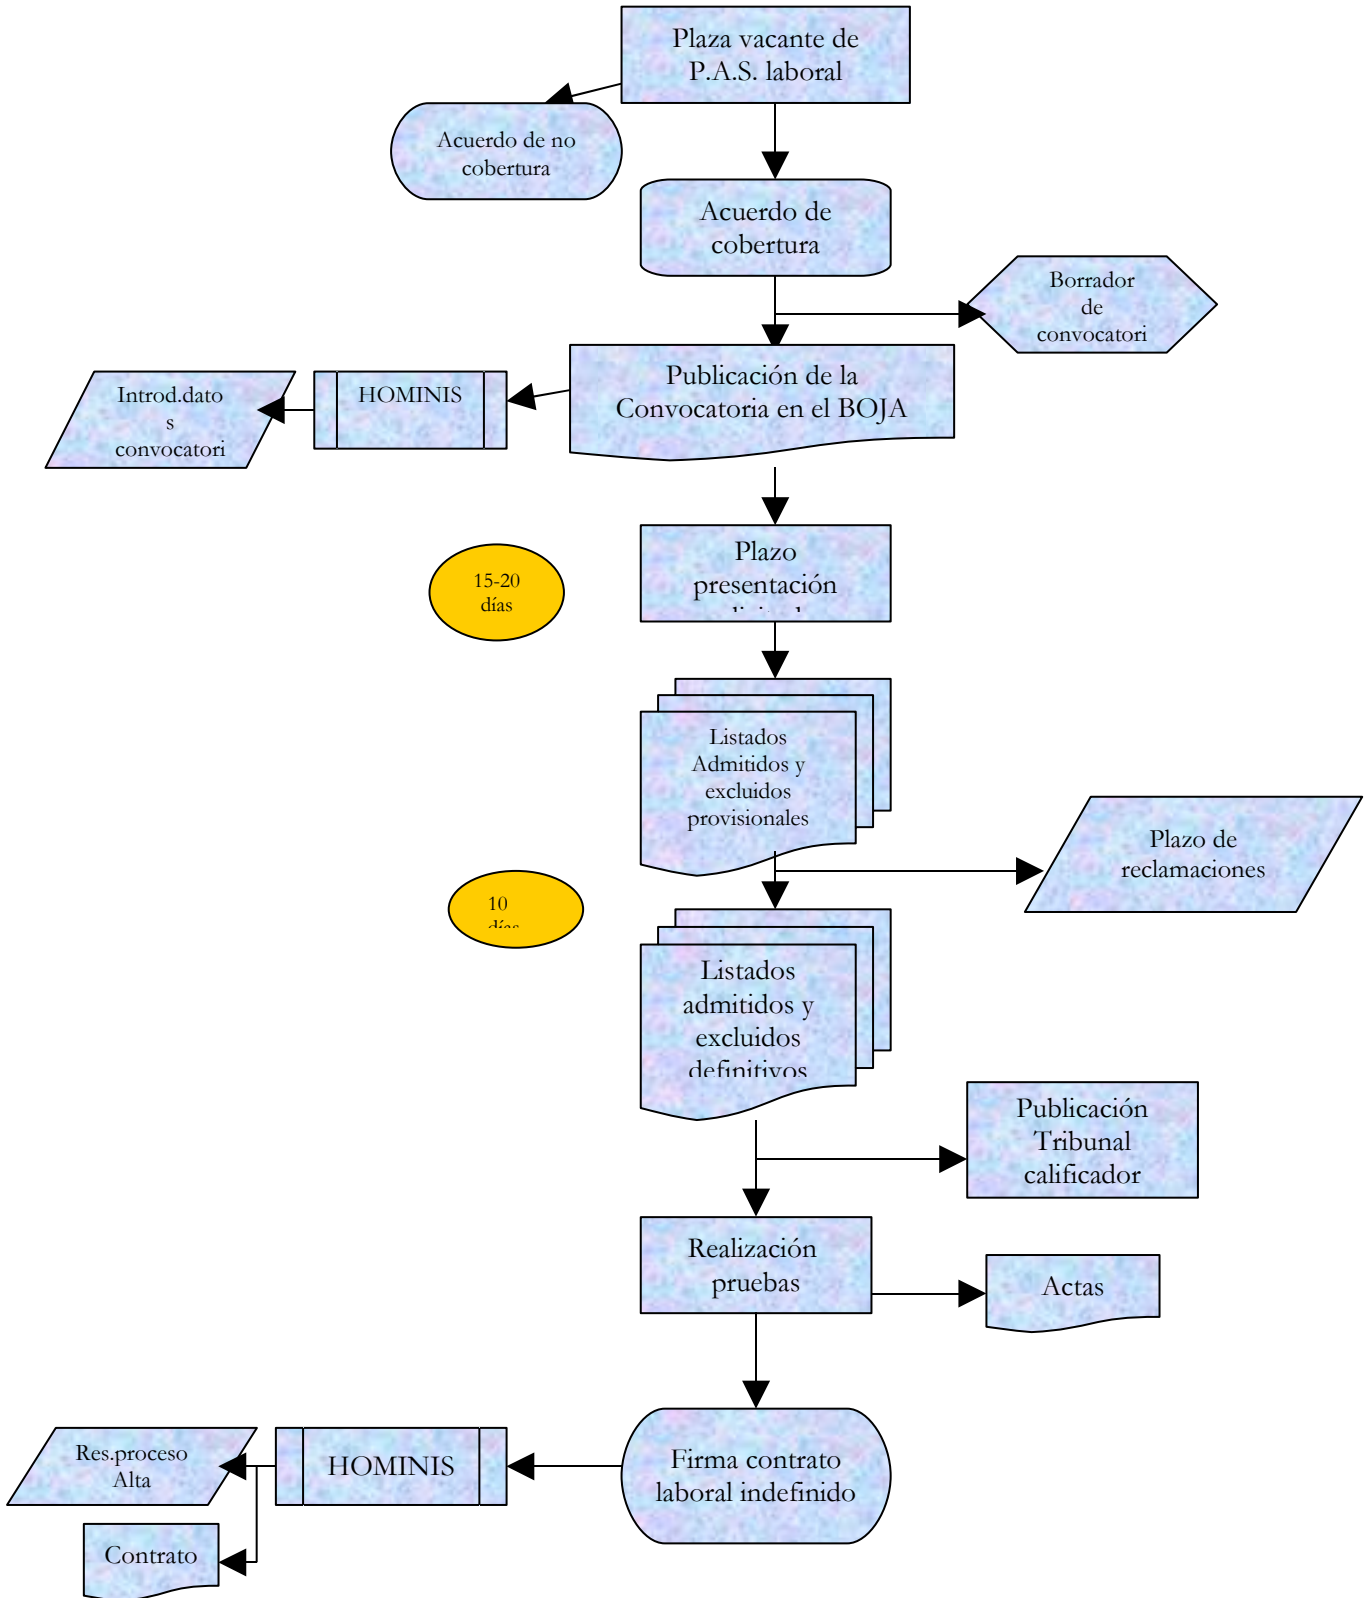 Plaza vacante de
P.A.S. laboral
Acuerdo de no
cobertura
Acuerdo de
cobertura
Borrador
de
convocatori
Publicación de la
Convocatoria en el BOJA
HOMINIS
Introd.dato
s
convocatori
Plazo
presentación
15-20
días
Listados
Admitidos y
excluidos
provisionales
Plazo de
reclamaciones
10
días
Listados
admitidos y
excluidos
definitivos
Publicación
Tribunal
calificador
Realización
pruebas
Actas
Firma contrato
laboral indefinido
HOMINIS
Res.proceso
Alta
Contrato